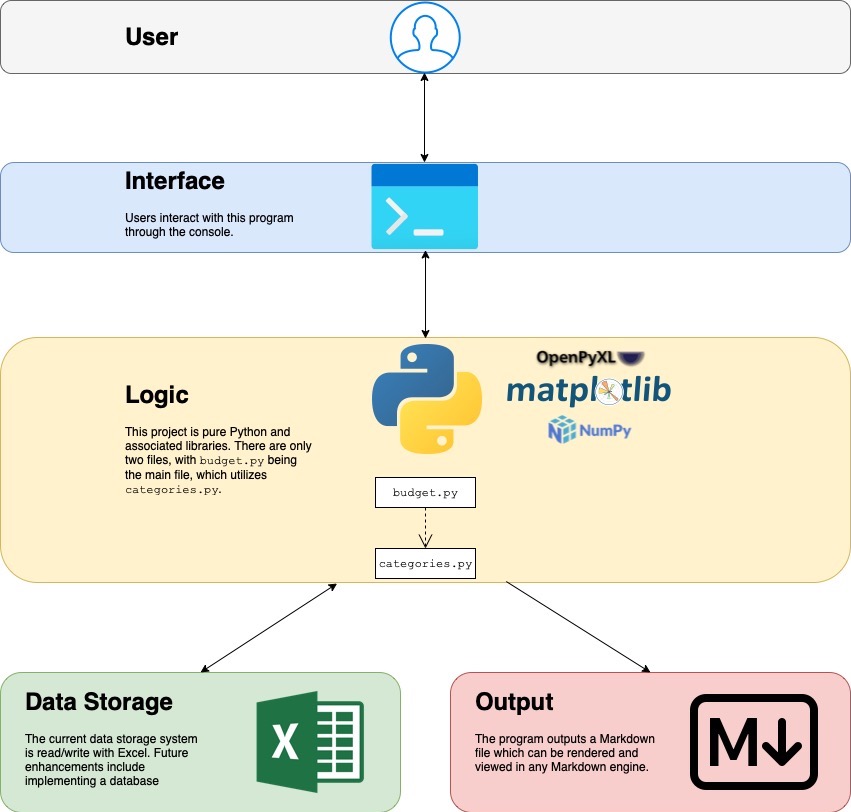 User
Interface
Users interact with this program
through the console.
>_
Logic
This project is pure Python and
associated libraries. There are only
two files, with budget.py being
the main file, which utilizes
categories.py.
OpenPyXL
matplotlib
NumPy
budget.py
categories.py
Data Storage
The current data storage system
is read/write with Excel. Future
enhancements include
implementing a database
X
Output
The program outputs a Markdown
file which can be rendered and
viewed in any Markdown engine.
M↓